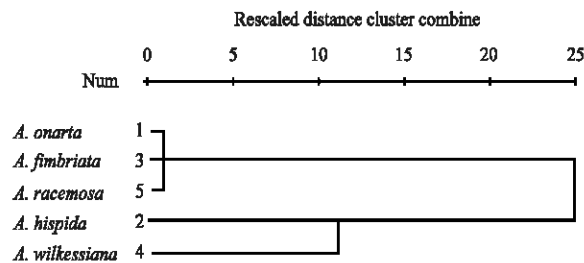 Rescaled distance cluster combine
0 5 10 15 20 25
Num
A. onarta 1
A. fimbriata 3
A. racemosa 5
A. hispida 2
A. wilkessiana 4